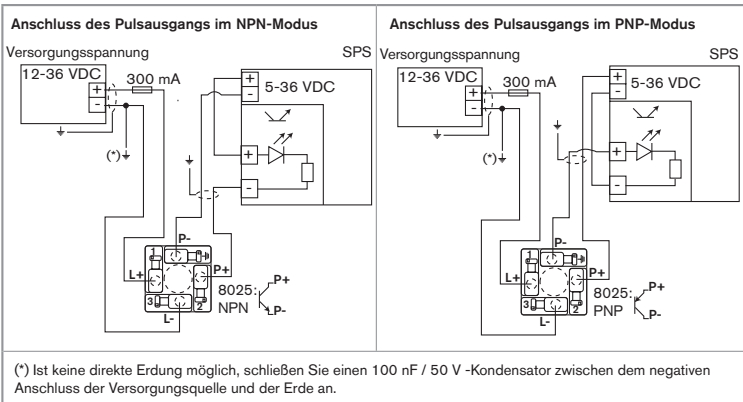 Anschluss des Pulsausgangs im NPN-Modus
Versorgungsspannung
SPS
12-36 VDC
300 mA
+
-
+
-
5-36 VDC
(*)
+
-
P-
1
L+
P+
3
2
L-
8025:
NPN
P+
P-
Anschluss des Pulsausgangs im PNP-Modus
Versorgungsspannung
SPS
12-36 VDC
300 mA
+
-
+
-
5-36 VDC
(*)
+
-
P-
1
L+
P+
3
2
L-
8025:
PNP
P+
P-
(*) Ist keine direkte Erdung möglich, schließen Sie einen 100 nF / 50 V -Kondensator zwischen dem negativen
Anschluss der Versorgungsquelle und der Erde an.